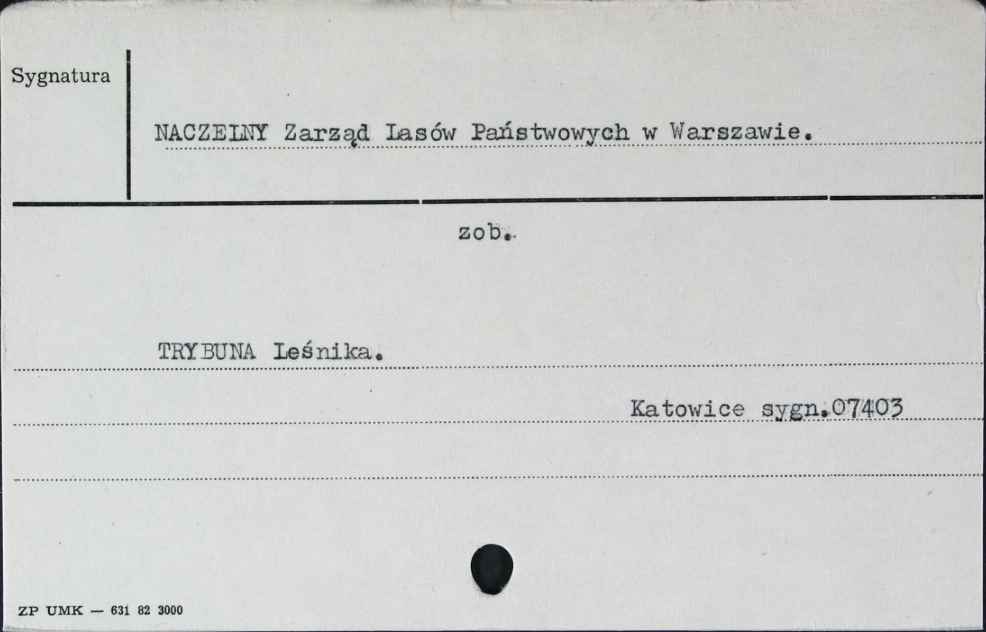 Sygnatura
NACZELNY Zarząd Lasów Państwowych w Warszawie.
zob.
TRYBUNA Leśnika.
Katowice sygn.07403
ZP UMK — 631 82 3000